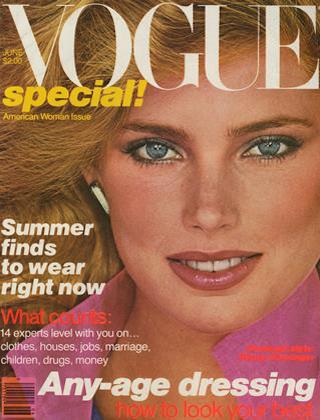 VOGUE
JUNE
$2.00
special!
American Woman Issue
Summer
finds
to wear
right now
What counts:
14 experts level with you...
clothes, houses, jobs, marriage,
children, drugs, money
Any-age dressing
how to look your best